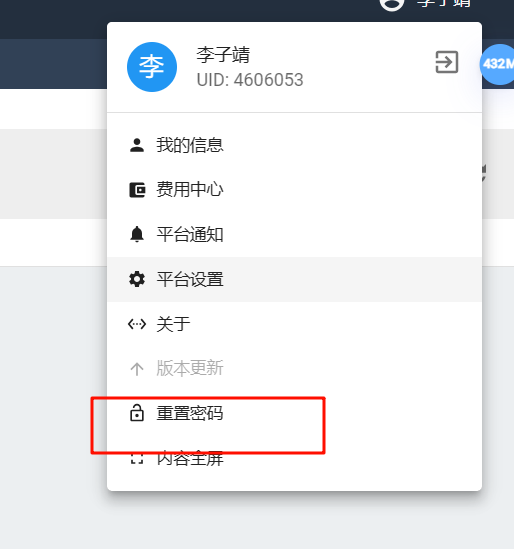 李子靖
李
李子靖
UID: 4606053
432M
我的信息
费用中心
平台通知
平台设置
关于
版本更新
重置密码
内容全屏